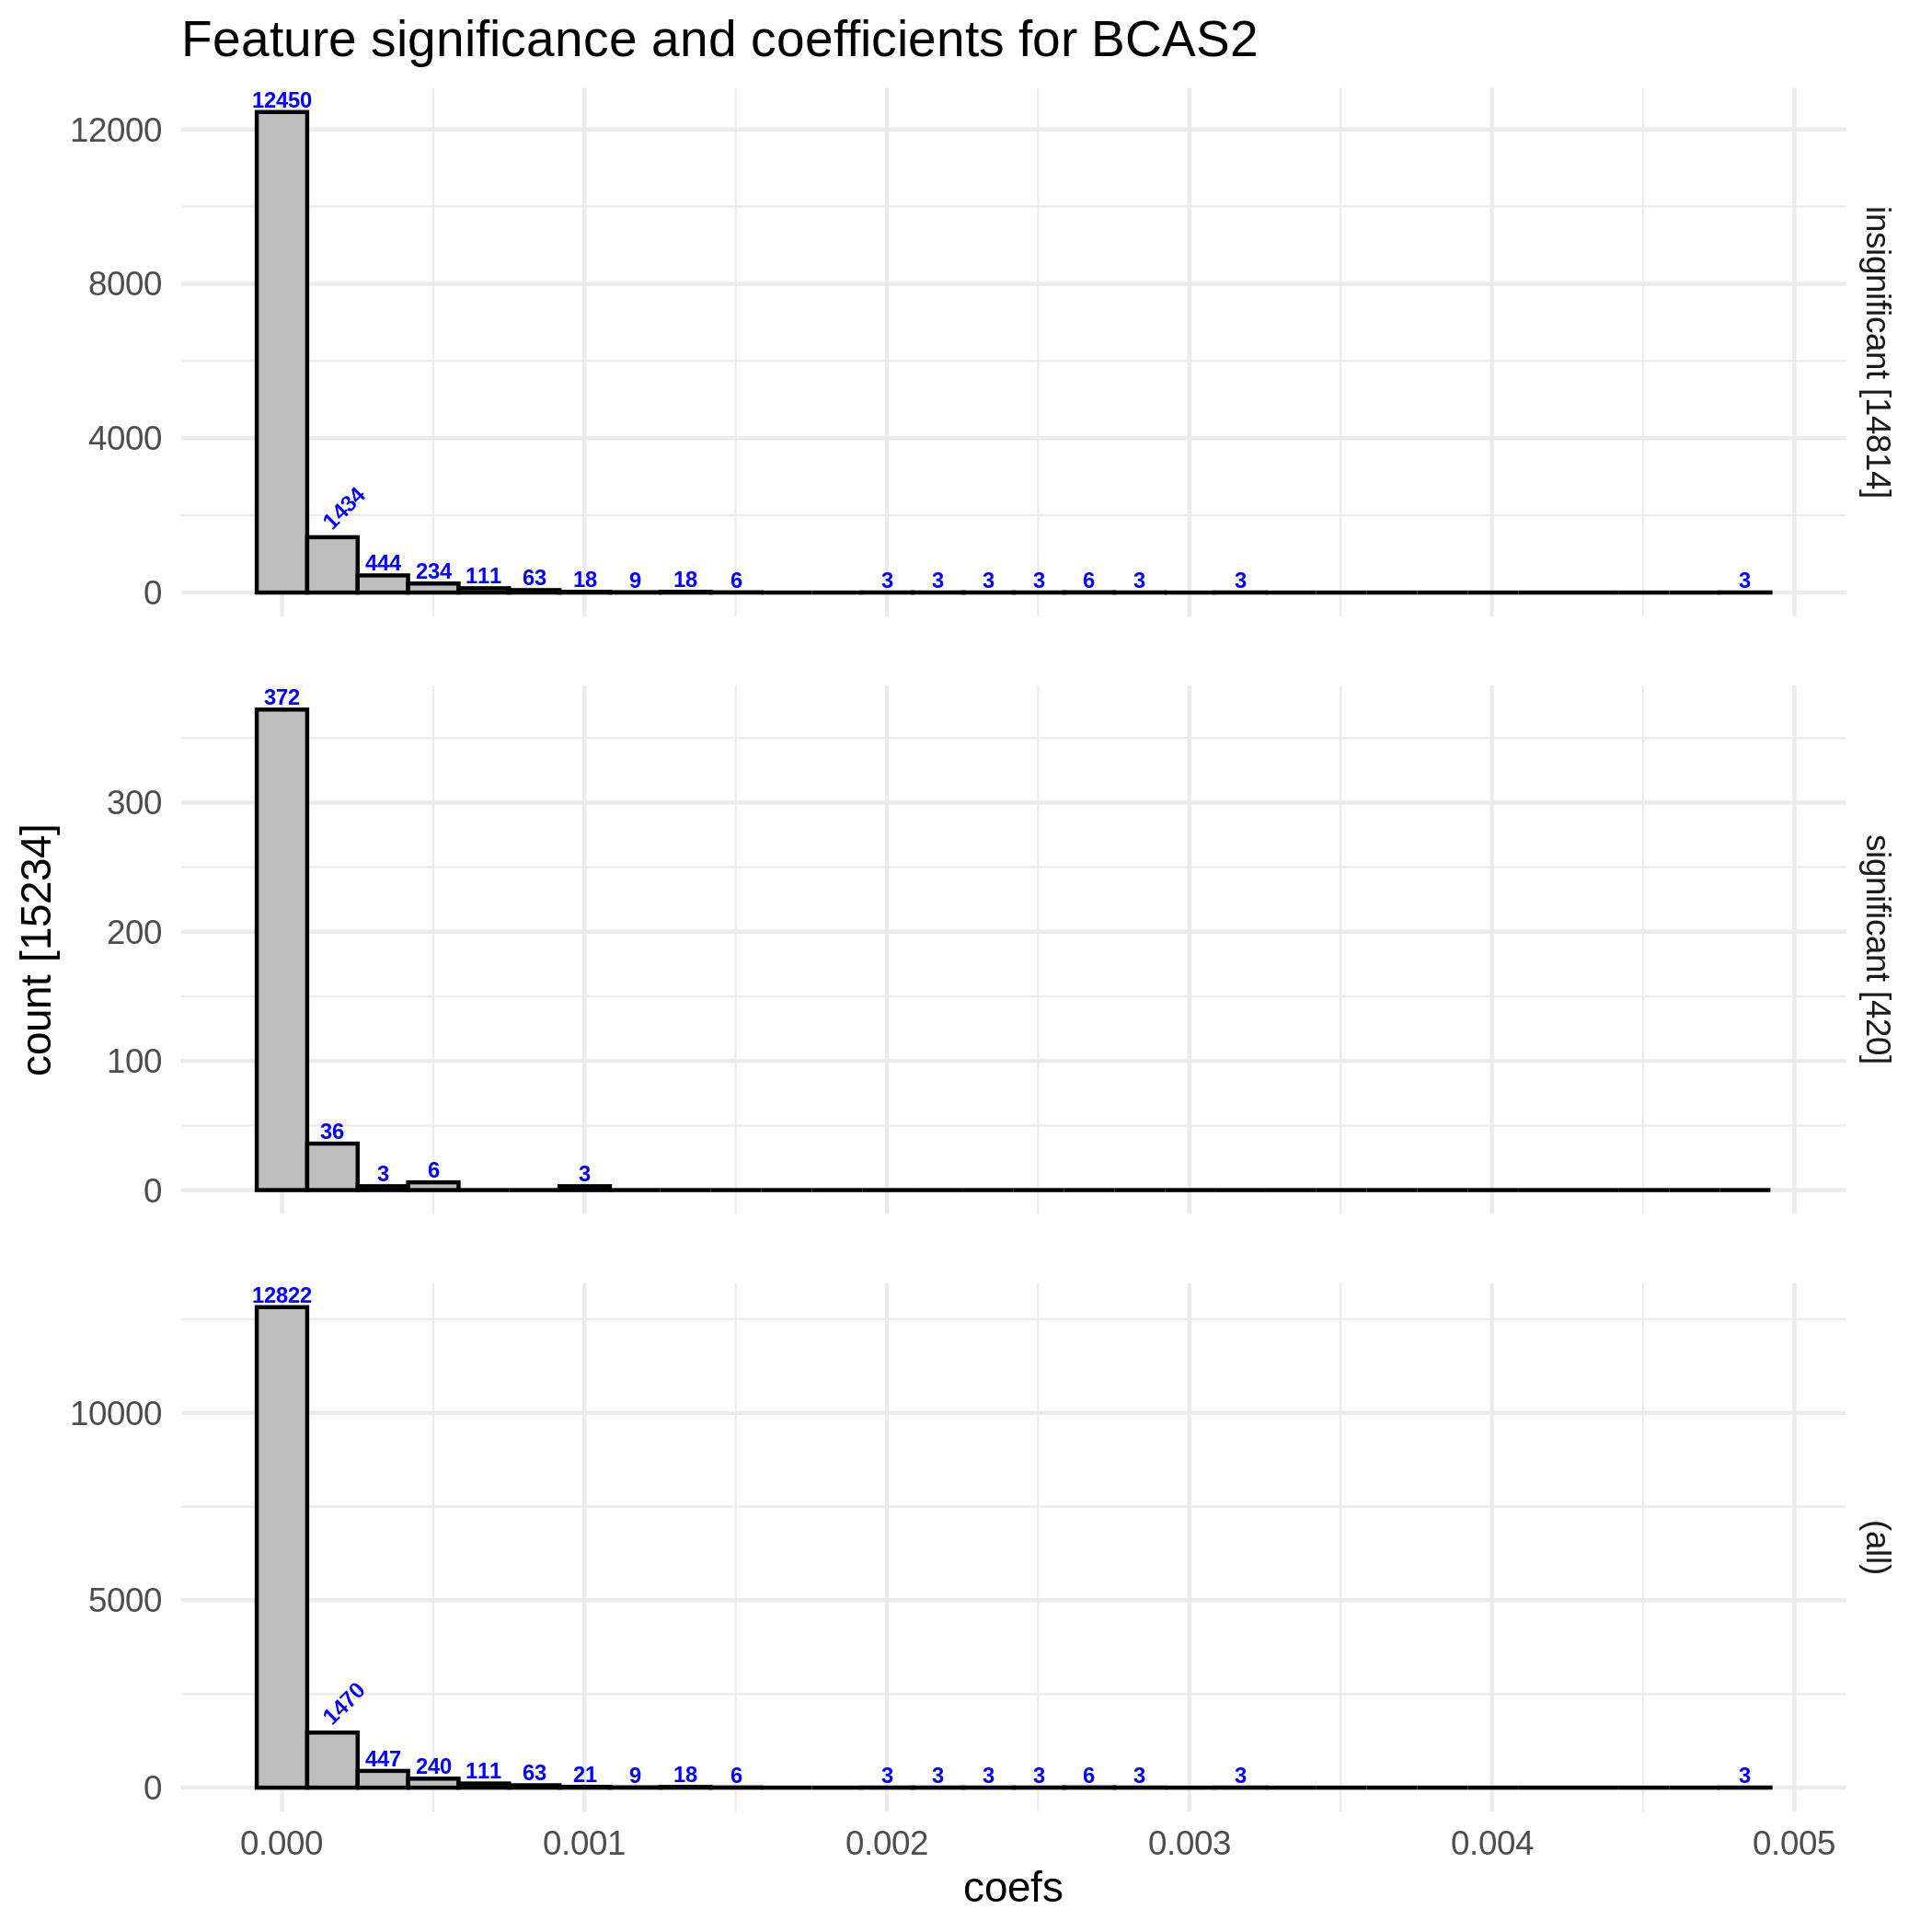 Feature significance and coefficients for BCAS2
12450
12000
8000
4000
0
1434
444 234 111 63 18 9 18 6 3 3 3 3 6 3 3 3
insignificant [14814]
372
300
200
100
0
36
3 6 3
significant [420]
count [15234]
12822
10000
5000
0
1470
447 240 111 63 21 9 18 6 3 3 3 3 6 3 3 3
(all)
0.000 0.001 0.002 0.003 0.004 0.005
coefs